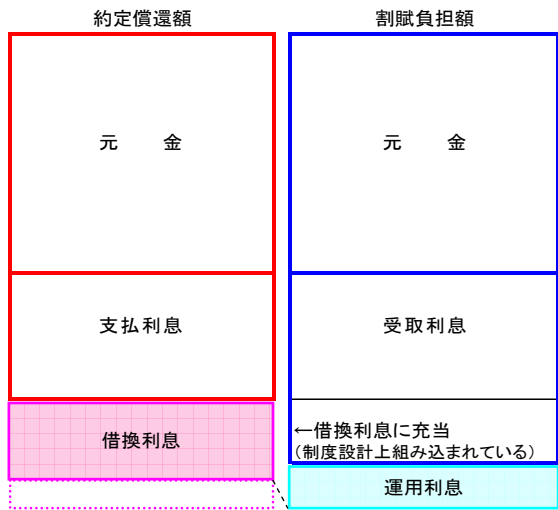 約定償還額
割賦負担額
元　　金
元　　金
支払利息
受取利息
借換利息
←借換利息に充当
（制度設計上組み込まれている）
運用利息